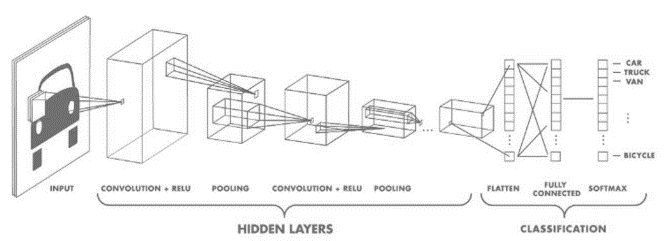 CAR
TRUCK
VAN
BICYCLE
INPUT
CONVOLUTION + RELU
POOLING
CONVOLUTION + RELU
POOLING
FLATTEN
FULLY
CONNECTED
SOFTMAX
HIDDEN LAYERS
CLASSIFICATION